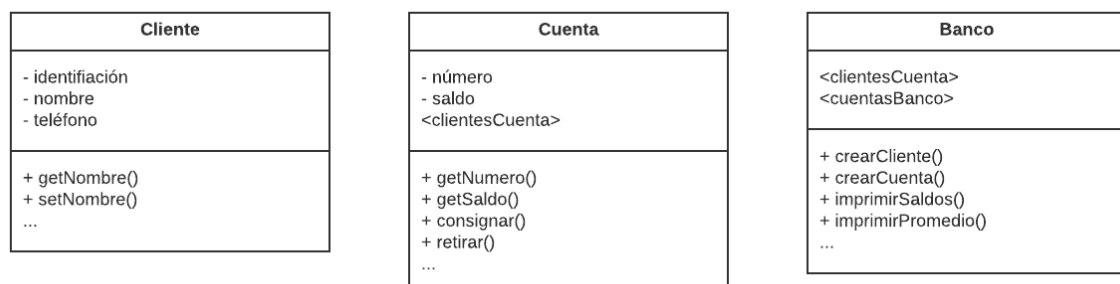 Cliente
- identifiación
- nombre
- teléfono
+ getNombre()
+ setNombre()
...
Cuenta
- número
- saldo
<clientesCuenta>
+ getNumero()
+ getSaldo()
+ consignar()
+ retirar()
...
Banco
<clientesCuenta>
<cuentasBanco>
+ crearCliente()
+ crearCuenta()
+ imprimirSaldos()
+ imprimirPromedio()
...